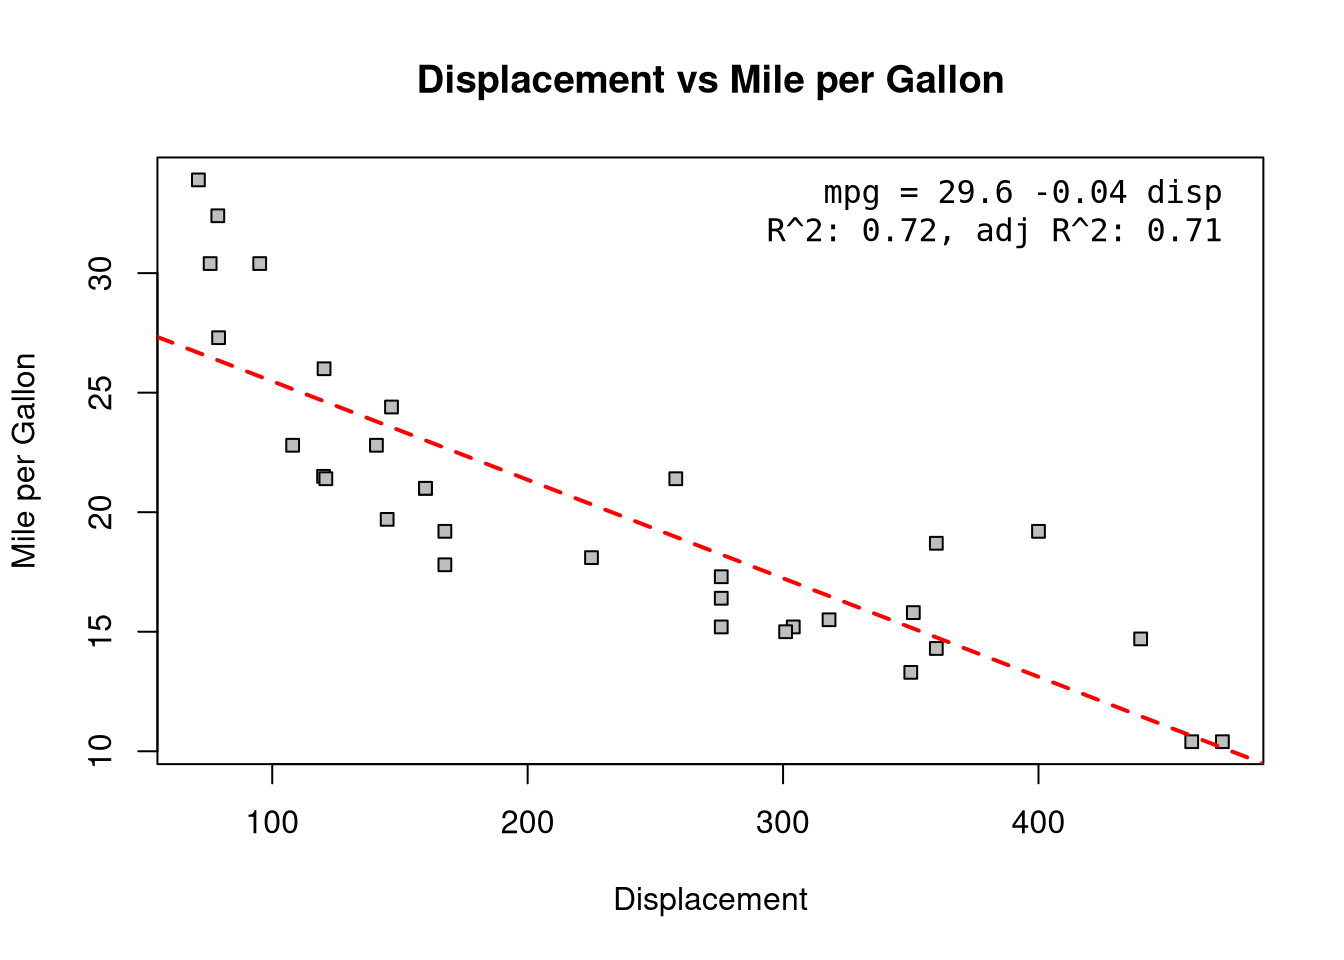 Displacement vs Mile per Gallon
mpg = 29.6 -0.04 disp
R^2: 0.72, adj R^2: 0.71
Mile per Gallon
30
25
20
15
10
100 200 300 400
Displacement